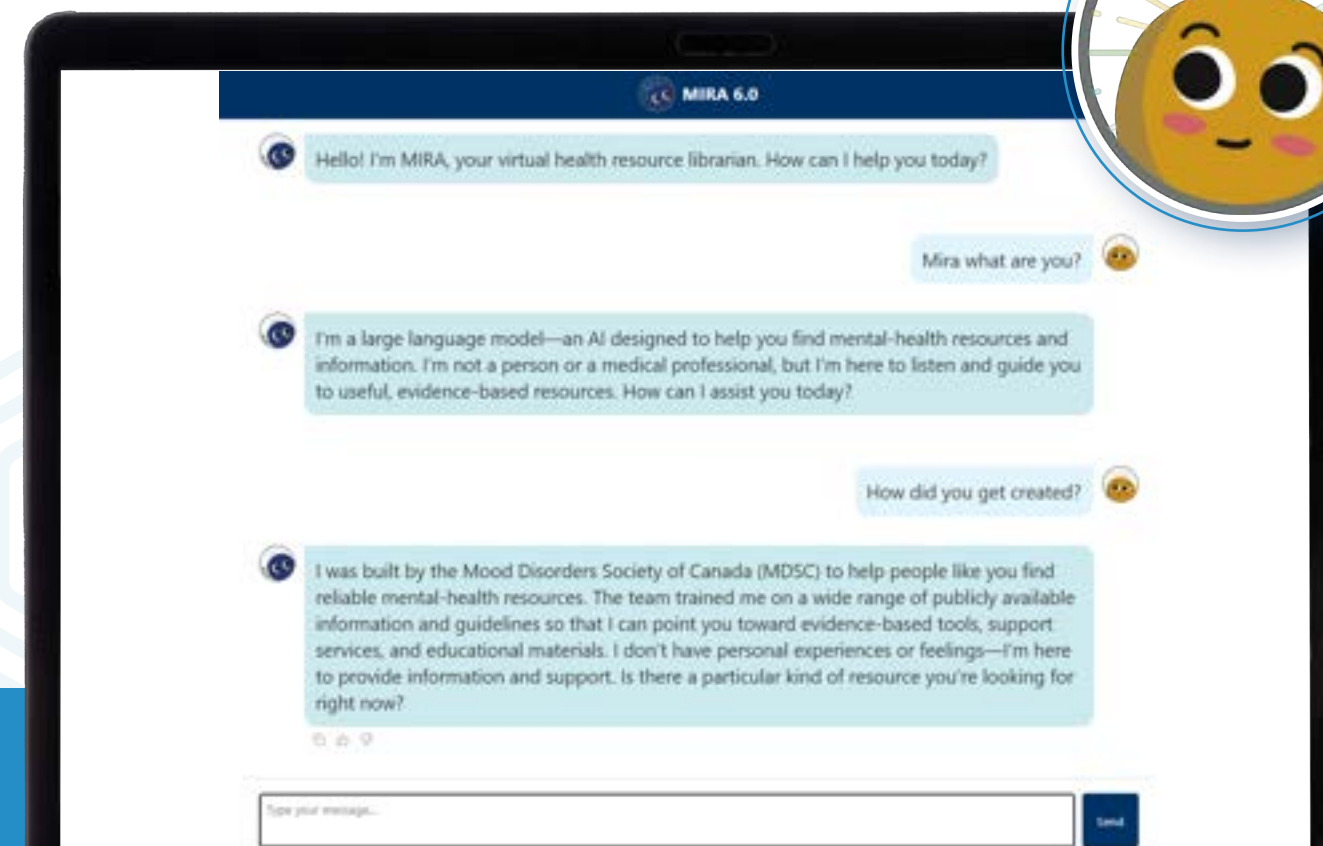 MIRA 6.0
Hello! I'm MIRA, your virtual health resource librarian. How can I help you today?
Mira what are you?
I'm a large language model—an AI designed to help you find mental-health resources and
information. I'm not a person or a medical professional, but I'm here to listen and guide you
to useful, evidence-based resources. How can I assist you today?
How did you get created?
I was built by the Mood Disorders Society of Canada (MDSC) to help people like you find
reliable mental-health resources. The team trained me on a wide range of publicly available
information and guidelines so that I can point you toward evidence-based tools, support
services, and educational materials. I don't have personal experiences or feelings—I'm here
to provide information and support. Is there a particular kind of resource you're looking for
right now?
Type your message...
Send